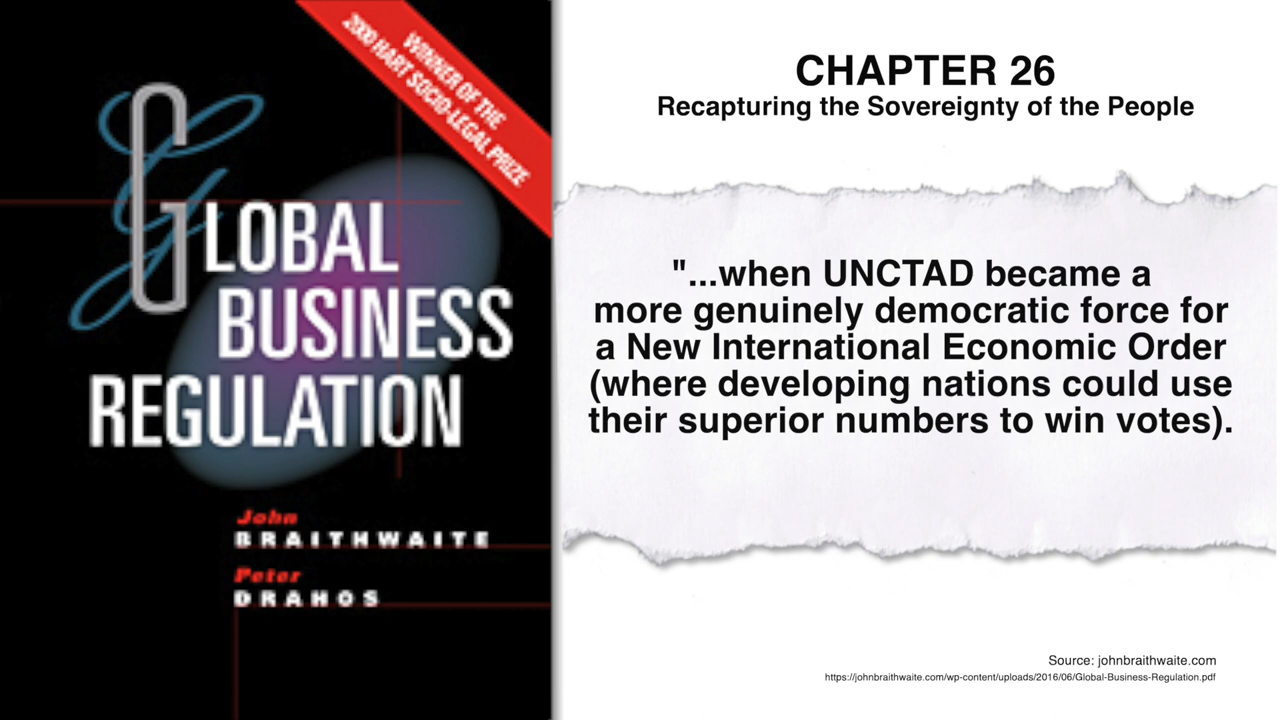 WINNER OF THE
2000 HART SOCIO-LEGAL PRIZE
GLOBAL
BUSINESS
REGULATION
John
BRAITHWAITE
Peter
DRAHOS
CHAPTER 26
Recapturing the Sovereignty of the People
"...when UNCTAD became a
more genuinely democratic force for
a New International Economic Order
(where developing nations could use
their superior numbers to win votes).
Source: johnbraithwaite.com
https://johnbraithwaite.com/wp-content/uploads/2016/06/Global-Business-Regulation.pdf